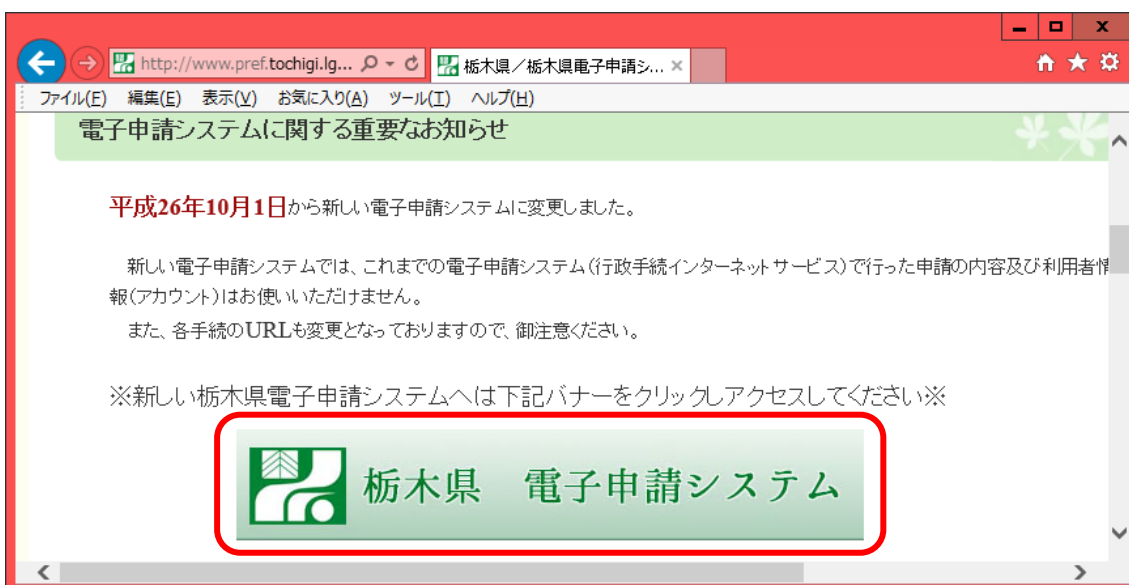 http://www.pref.tochigi.lg...
栃木県／栃木県電子申請シ...
ファイル(F) 編集(E) 表示(V) お気に入り(A) ツール(T) ヘルプ(H)
電子申請システムに関する重要なお知らせ
平成26年10月1日から新しい電子申請システムに変更しました。
新しい電子申請システムでは、これまでの電子申請システム(行政手続インターネットサービス)で行った申請の内容及び利用者情
報(アカウント)はお使いいただけません。
また、各手続のURLも変更となっておりますので、御注意ください。
※新しい栃木県電子申請システムへは下記バナーをクリックしアクセスしてください※
栃木県　電子申請システム